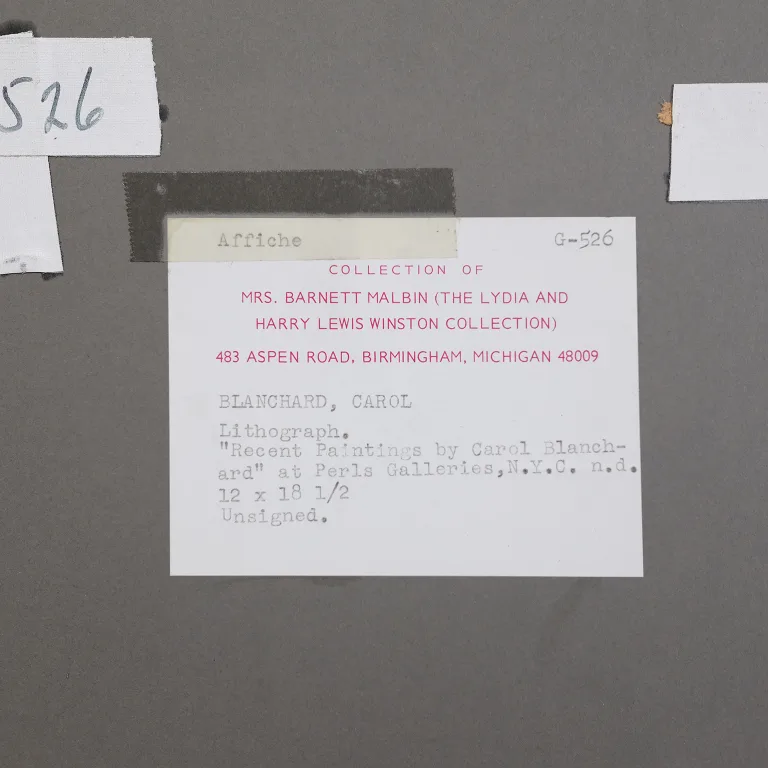 526
Affiche G-526
COLLECTION OF
MRS. BARNETT MALBIN (THE LYDIA AND
HARRY LEWIS WINSTON COLLECTION)
483 ASPEN ROAD, BIRMINGHAM, MICHIGAN 48009
BLANCHARD, CAROL
Lithograph.
"Recent Paintings by Carol Blanch-
ard" at Perls Galleries,N.Y.C. n.d.
12 x 18 1/2
Unsigned.